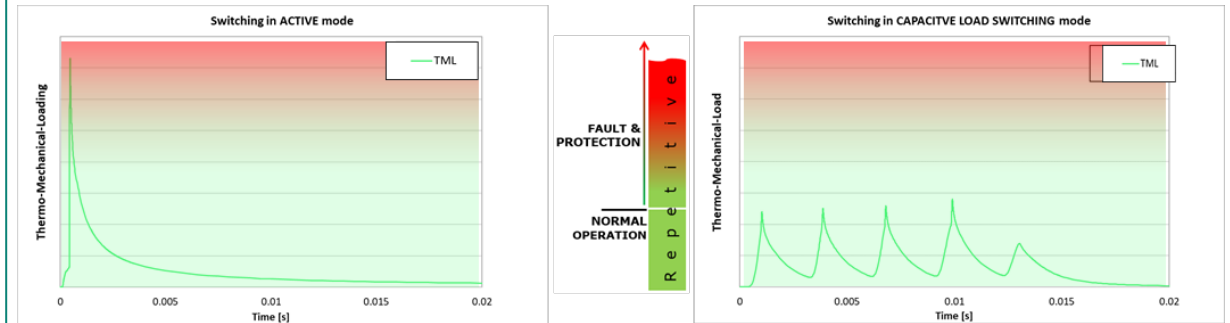 Switching in ACTIVE mode
TML
Thermo-Mechanical-Loading
0
0.005
0.01
0.015
0.02
Time [s]
FAULT &
PROTECTION
NORMAL
OPERATION
Repetitive
Switching in CAPACITVE LOAD SWITCHING mode
TML
Thermo-Mechanical-Load
0
0.005
0.01
0.015
0.02
Time [s]